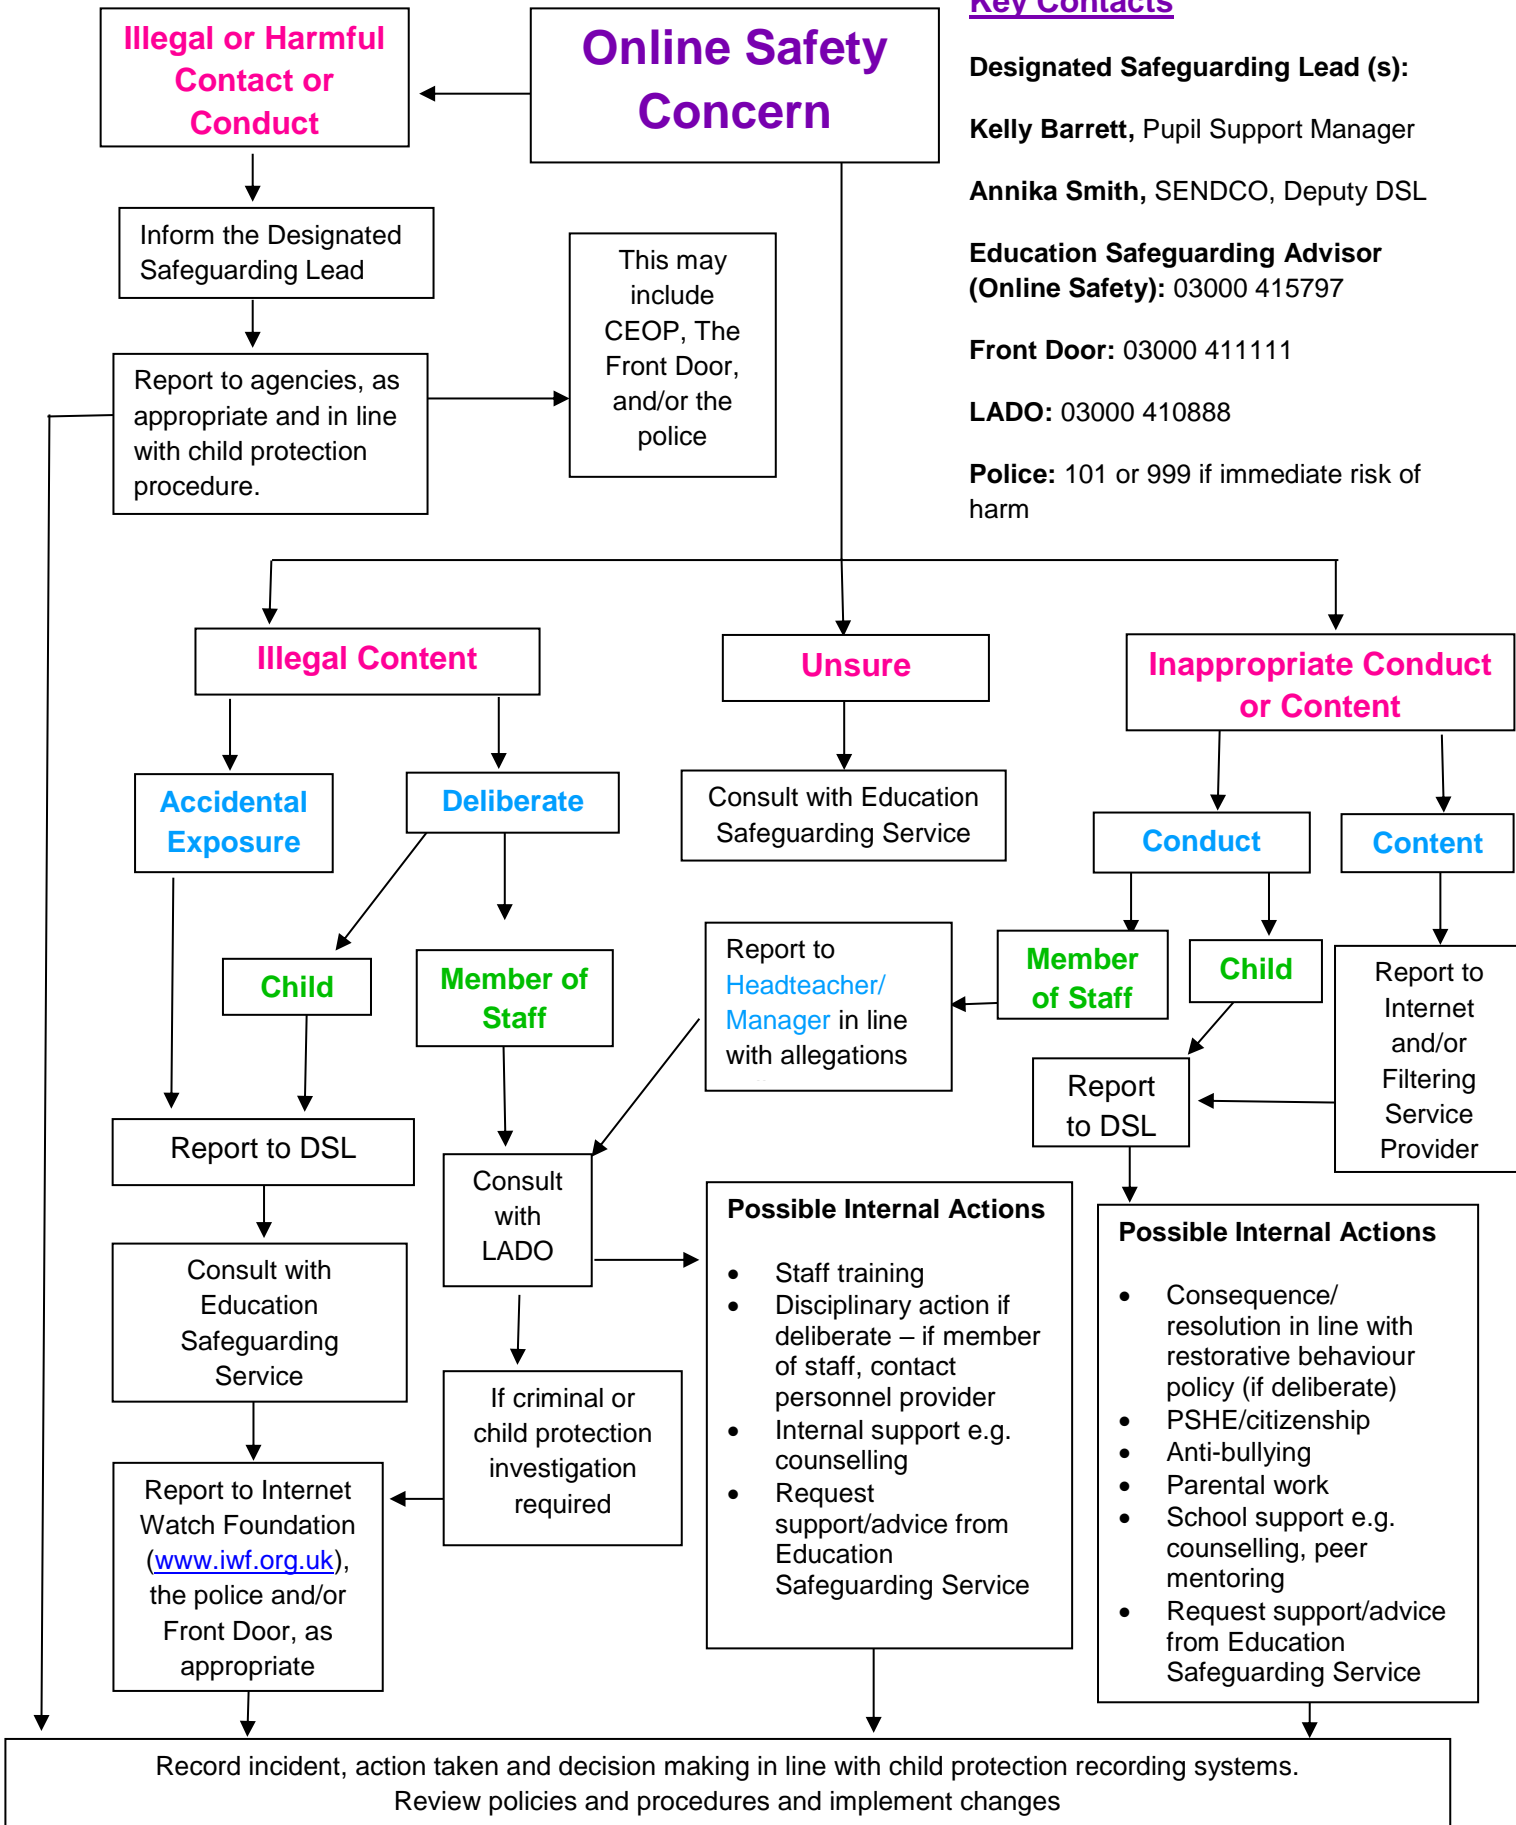 Illegal or Harmful
Contact or
Conduct
Online Safety
Concern
Key Contacts
Designated Safeguarding Lead (s):
Kelly Barrett, Pupil Support Manager
Annika Smith, SENDCO, Deputy DSL
Education Safeguarding Advisor
(Online Safety): 03000 415797
Front Door: 03000 411111
LADO: 03000 410888
Police: 101 or 999 if immediate risk of
harm
Inform the Designated
Safeguarding Lead
This may
include
CEOP, The
Front Door,
and/or the
police
Report to agencies, as
appropriate and in line
with child protection
procedure.
Illegal Content
Unsure
Inappropriate Conduct
or Content
Accidental
Exposure
Deliberate
Consult with Education
Safeguarding Service
Conduct
Content
Child
Member of
Staff
Report to
Headteacher/
Manager in line
with allegations
Member
of Staff
Child
Report to
Internet
and/or
Filtering
Service
Provider
Report to DSL
Report
to DSL
Consult
with
LADO
Consult with
Education
Safeguarding
Service
If criminal or
child protection
investigation
required
Report to Internet
Watch Foundation
(www.iwf.org.uk),
the police and/or
Front Door, as
appropriate
Possible Internal Actions
• Staff training
• Disciplinary action if
deliberate – if member
of staff, contact
personnel provider
• Internal support e.g.
counselling
• Request
support/advice from
Education
Safeguarding Service
Possible Internal Actions
• Consequence/
resolution in line with
restorative behaviour
policy (if deliberate)
• PSHE/citizenship
• Anti-bullying
• Parental work
• School support e.g.
counselling, peer
mentoring
• Request support/advice
from Education
Safeguarding Service
Record incident, action taken and decision making in line with child protection recording systems.
Review policies and procedures and implement changes